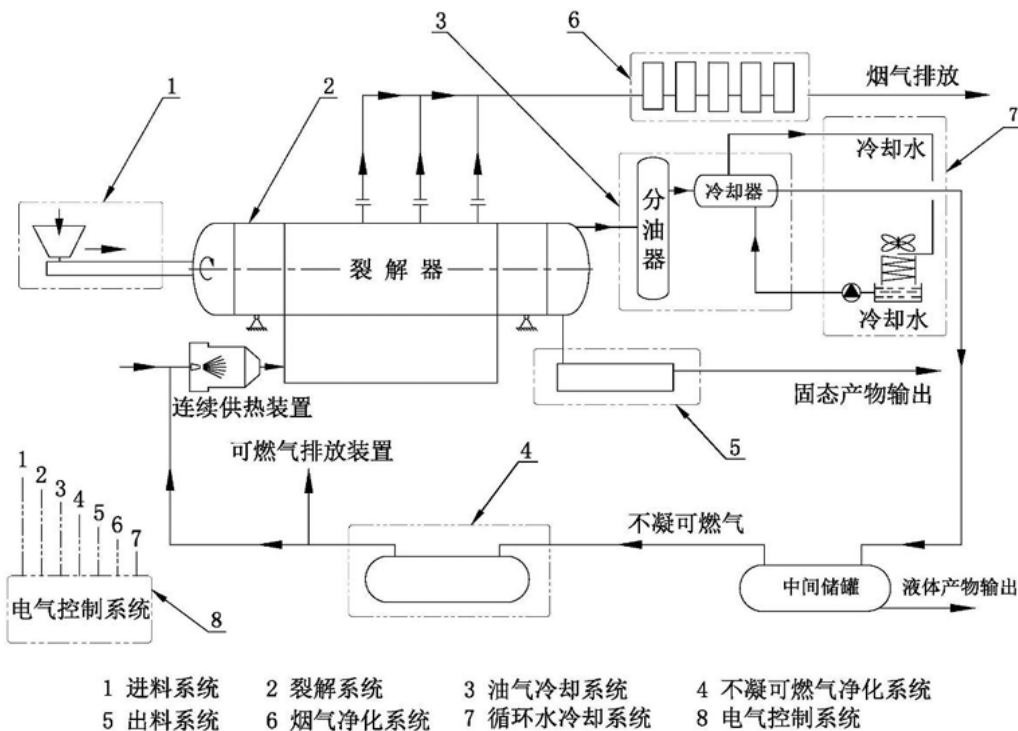 6
3
烟气排放
1
2
7
冷却水
分油器
冷却器
裂解器
冷却水
连续供热装置
固态产物输出
5
可燃气排放装置
4
1
2
3
4
5
6
7
不凝可燃气
中间储罐
液体产物输出
电气控制系统
8
1 进料系统 2 裂解系统 3 油气冷却系统 4 不凝可燃气净化系统
5 出料系统 6 烟气净化系统 7 循环水冷却系统 8 电气控制系统